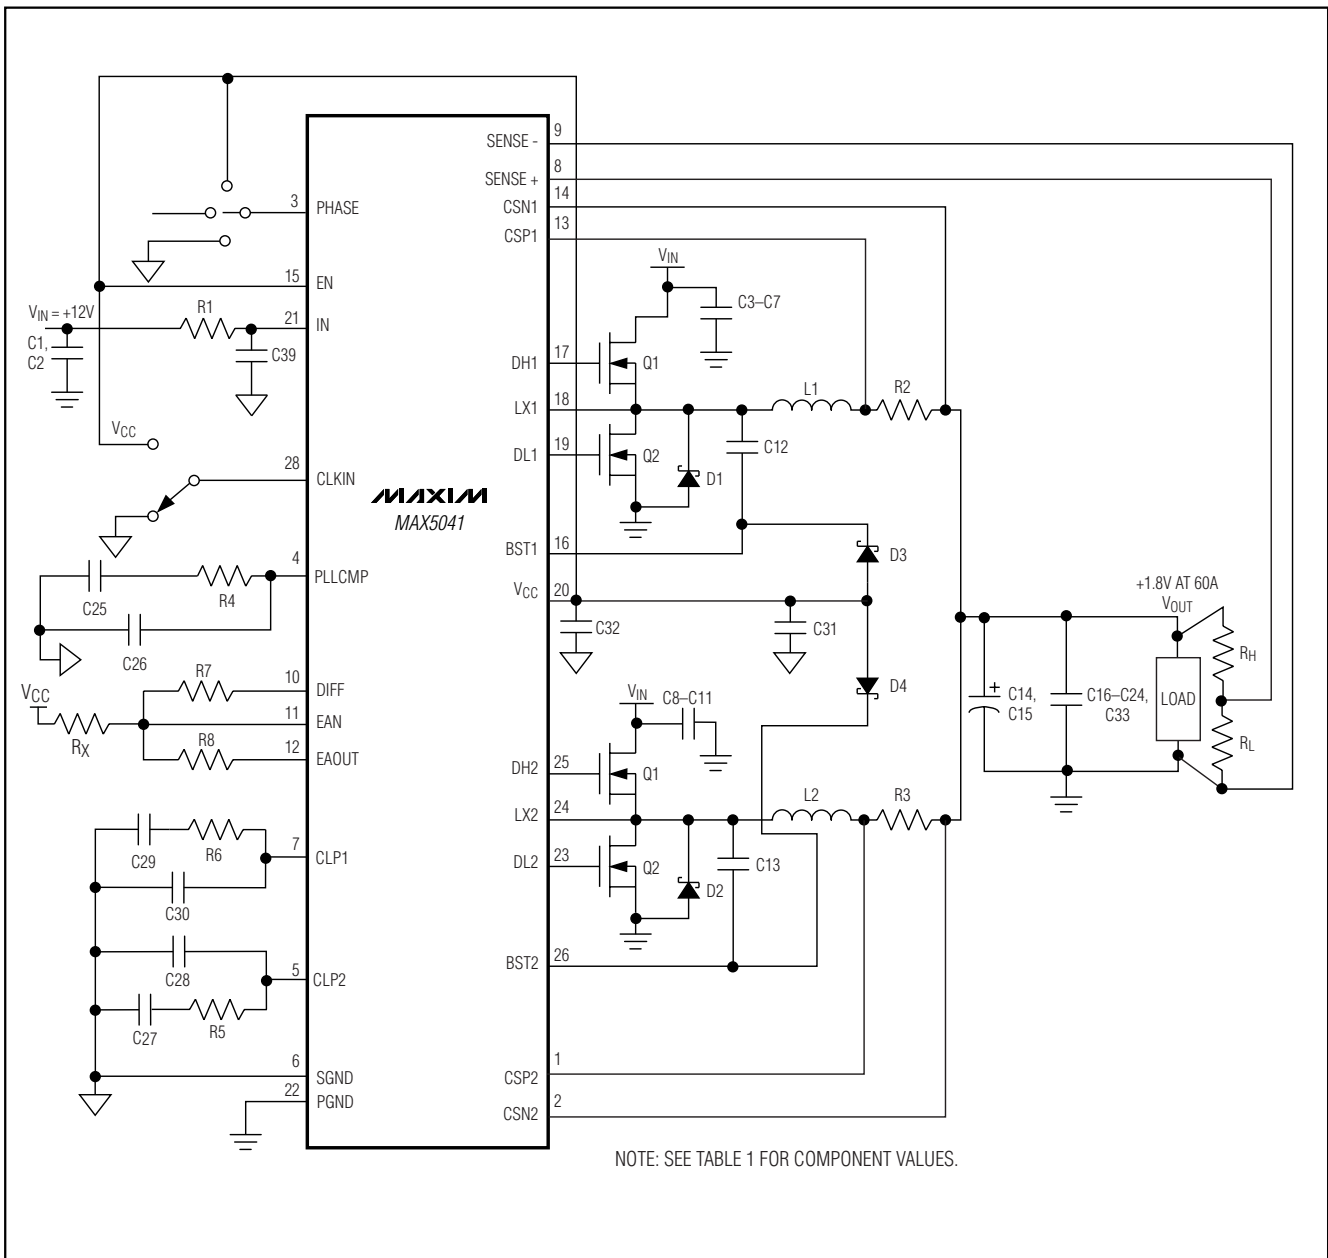 SENSE - 9
SENSE + 8
CSN1 14
CSP1 13
3 PHASE
15 EN
VIN = +12V
R1
21 IN
C1,
C2
C39
VIN
C3–C7
DH1 17
Q1
LX1 18
L1
R2
DL1 19
Q2
D1
C12
VCC
28 CLKIN
MAXIM
MAX5041
BST1 16
D3
4 PLLCMP
C25
R4
C26
VCC 20
C32
C31
+1.8V AT 60A
VOUT
RH
D4
VIN
C8–C11
C14,
C15
C16–C24,
C33
LOAD
RL
VCC
RX
R7
10 DIFF
11 EAN
R8
12 EAOUT
DH2 25
Q1
LX2 24
L2
R3
DL2 23
Q2
D2
C13
C29
R6
7 CLP1
C30
C28
5 CLP2
C27
R5
BST2 26
6 SGND
22 PGND
CSP2 1
CSN2 2
NOTE: SEE TABLE 1 FOR COMPONENT VALUES.